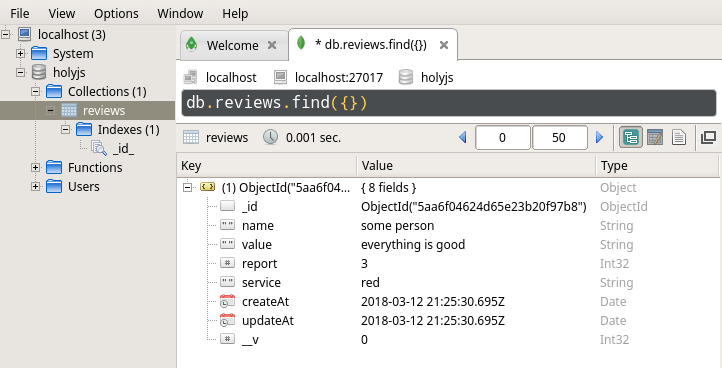 File View Options Window Help
localhost (3)
System
holyjs
Collections (1)
reviews
Indexes (1)
_id_
Functions
Users
Welcome * db.reviews.find({})
localhost localhost:27017 holyjs
db.reviews.find({})
reviews 0.001 sec. 0 50
Key Value Type
(1) ObjectId("5aa6f04... { 8 fields } Object
_id ObjectId("5aa6f04624d65e23b20f97b8") ObjectId
name some person String
value everything is good String
report 3 Int32
service red String
createAt 2018-03-12 21:25:30.695Z Date
updateAt 2018-03-12 21:25:30.695Z Date
__v 0 Int32